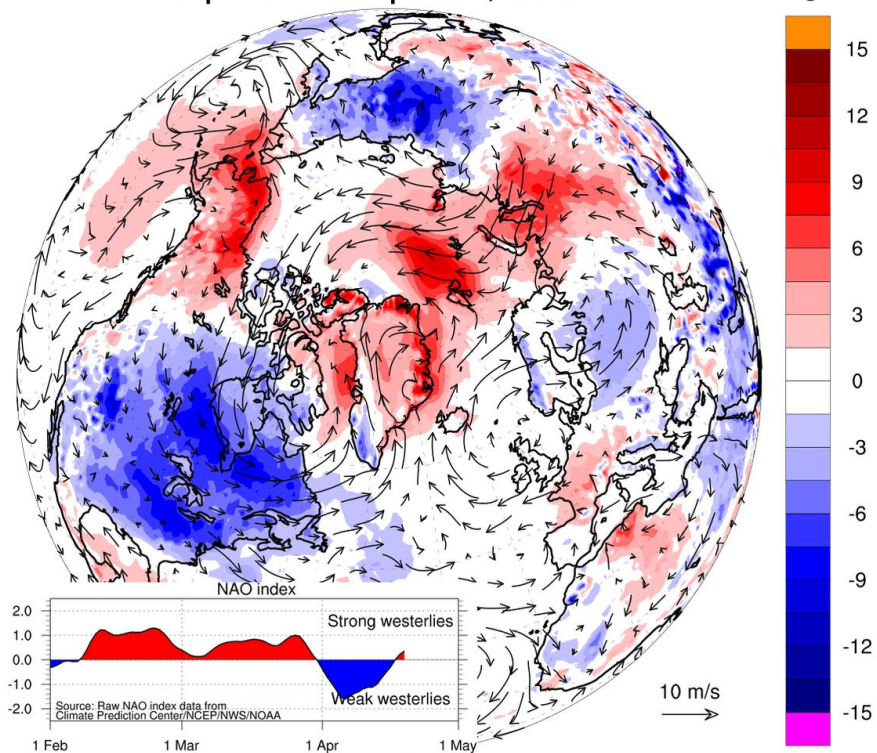 15
12
9
6
3
0
-3
-6
-9
-12
-15
10 m/s
NAO index
2.0
1.0
0.0
-1.0
-2.0
Strong westerlies
Weak westerlies
Source: Raw NAO index data from
Climate Prediction Center/NCEP/NWS/NOAA
1 Feb
1 Mar
1 Apr
1 May